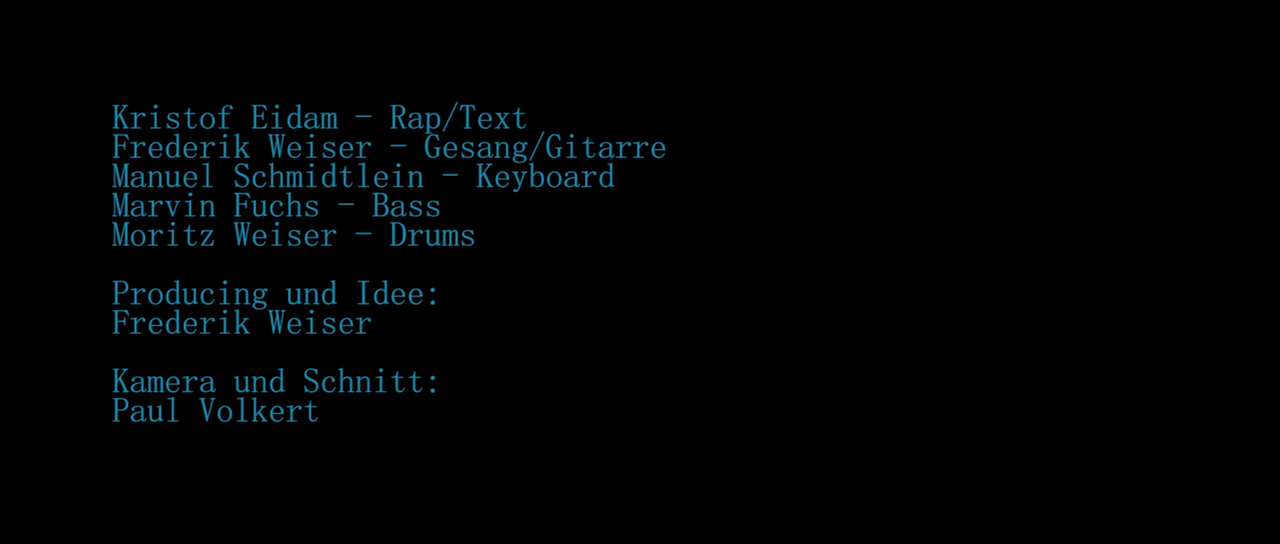 Kristof Eidam - Rap/Text
Frederik Weiser - Gesang/Gitarre
Manuel Schmidtlein - Keyboard
Marvin Fuchs - Bass
Moritz Weiser - Drums
Producing und Idee:
Frederik Weiser
Kamera und Schnitt:
Paul Volkert